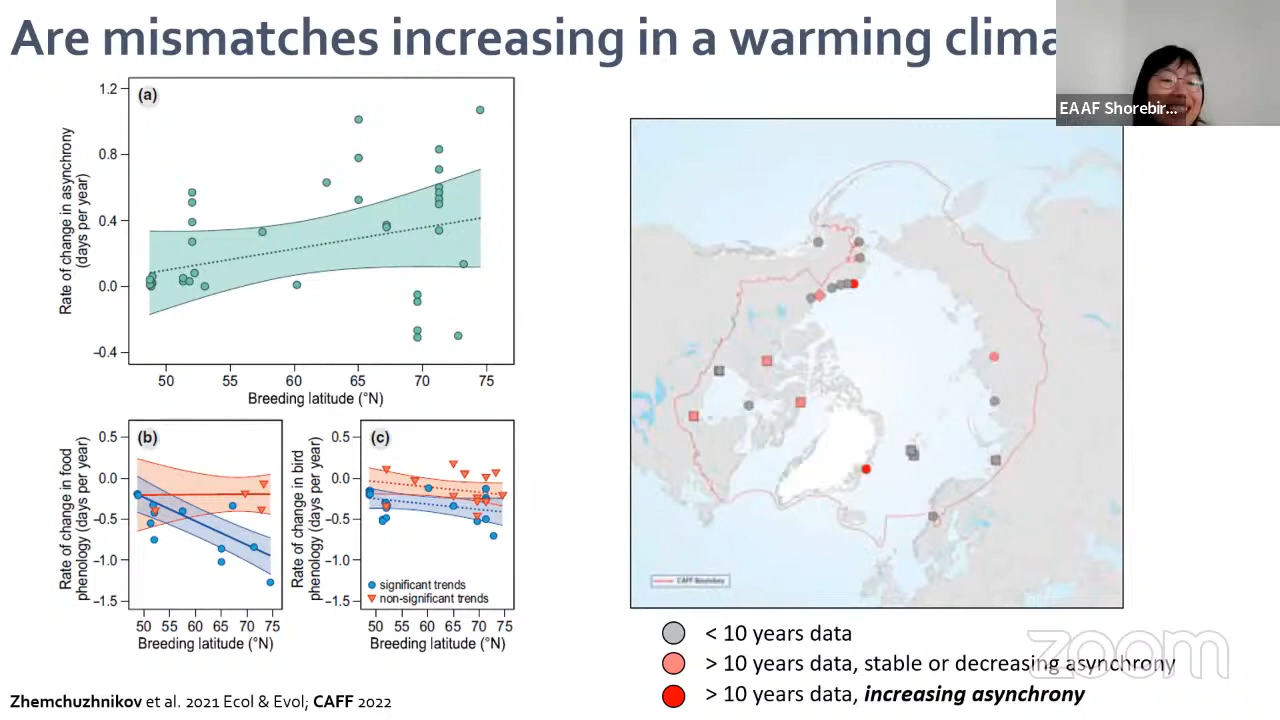 Are mismatches increasing in a warming clima
EAAF Shorebir...
(a)
1.2
0.8
0.4
0.0
−0.4
Rate of change in asynchrony
(days per year)
50 55 60 65 70 75
Breeding latitude (°N)
(b)
0.5
0.0
−0.5
−1.0
−1.5
Rate of change in food
phenology (days per year)
50 55 60 65 70 75
Breeding latitude (°N)
(c)
0.5
0.0
−0.5
−1.0
−1.5
Rate of change in bird
phenology (days per year)
significant trends
non-significant trends
50 55 60 65 70 75
Breeding latitude (°N)
CAFF Boundary
< 10 years data
> 10 years data, stable or decreasing asynchrony
> 10 years data, increasing asynchrony
zoom
Zhemchuzhnikov et al. 2021 Ecol & Evol; CAFF 2022